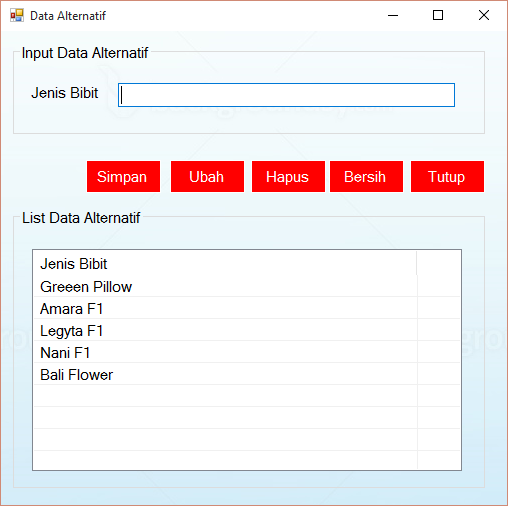 Data Alternatif
Input Data Alternatif
Jenis Bibit
Simpan Ubah Hapus Bersih Tutup
List Data Alternatif
Jenis Bibit
Greeen Pillow
Amara F1
Legyta F1
Nani F1
Bali Flower